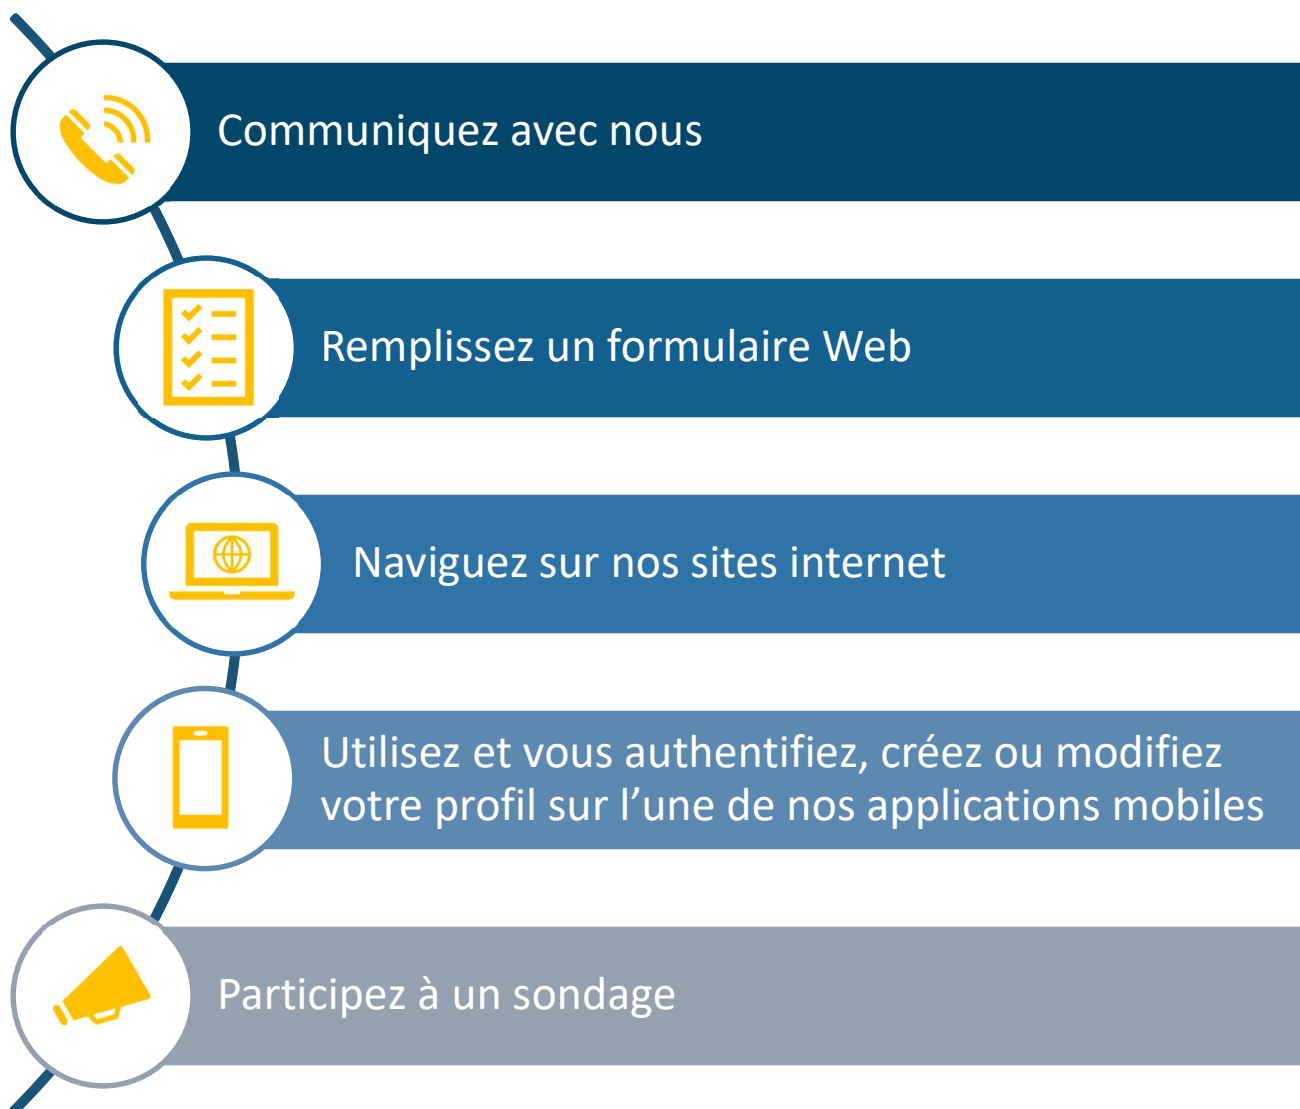 Communiquez avec nous
Remplissez un formulaire Web
Naviguez sur nos sites internet
Utilisez et vous authentifiez, créez ou modifiez
votre profil sur l’une de nos applications mobiles
Participez à un sondage